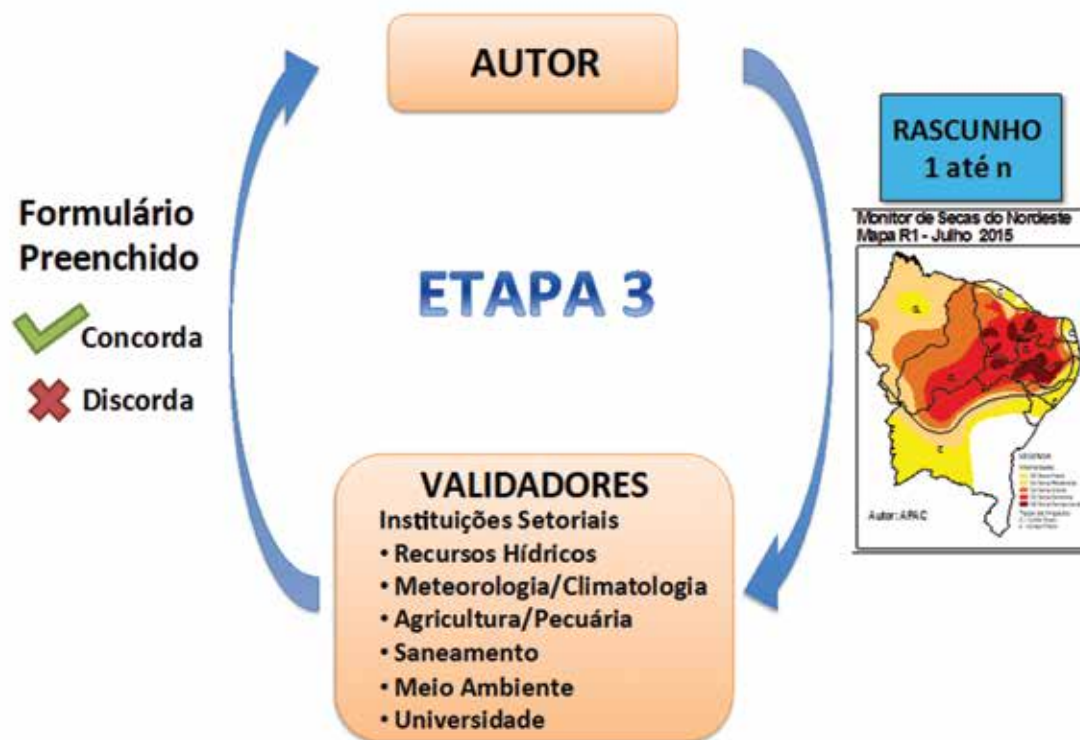 AUTOR
RASCUNHO
1 até n
Monitor de Secas do Nordeste
Mapa R1 - Julho 2015
Autor: APAC
Formulário
Preenchido
Concorda
Discorda
ETAPA 3
VALIDADORES
Instituições Setoriais
• Recursos Hídricos
• Meteorologia/Climatologia
• Agricultura/Pecuária
• Saneamento
• Meio Ambiente
• Universidade